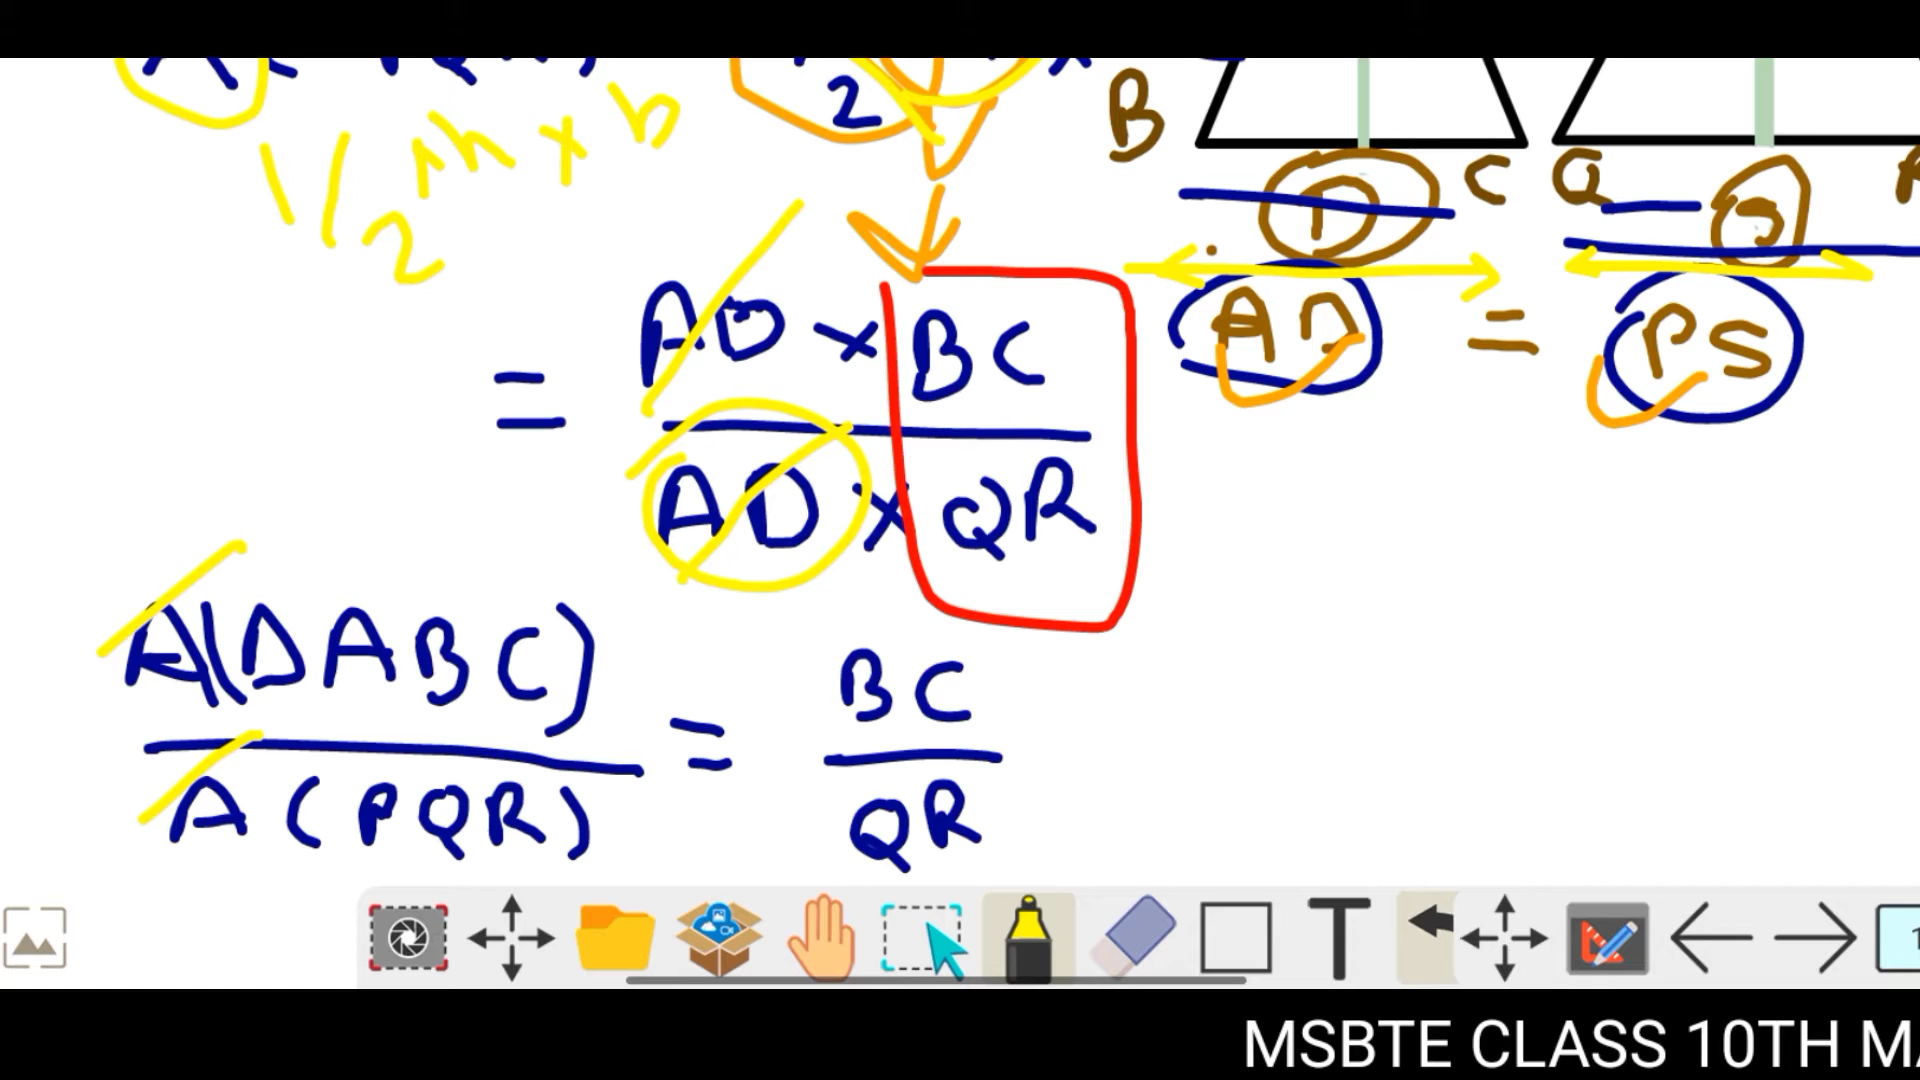 2
1/2 h × b
B
D
C
Q
S
AD = PS
= AD × BC
AD × QR
A(ΔABC) = BC
A(PQR) QR
T
MSBTE CLASS 10TH